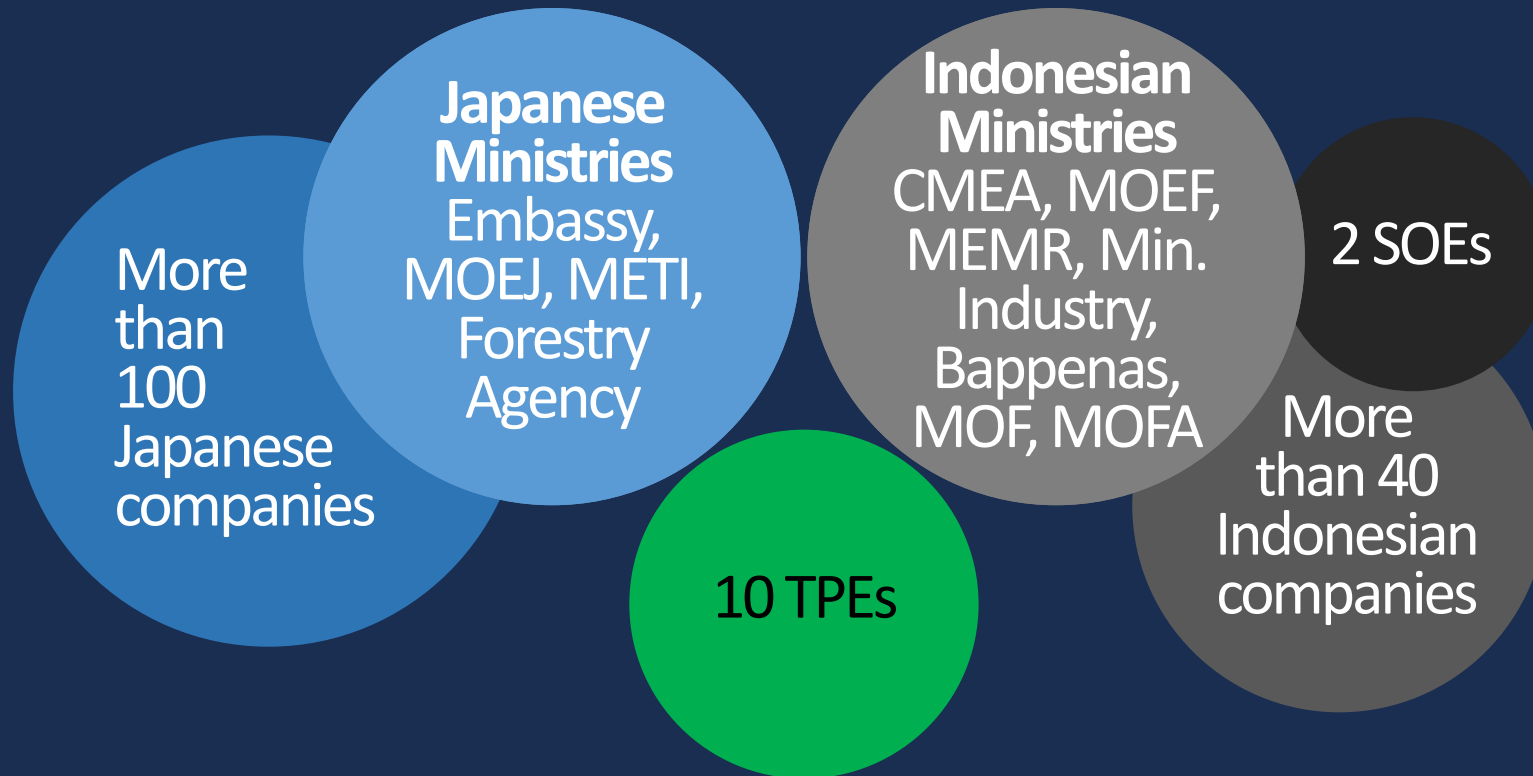 More
than
100
Japanese
companies
Japanese
Ministries
Embassy,
MOEJ, METI,
Forestry
Agency
10 TPEs
Indonesian
Ministries
CMEA, MOEF,
MEMR, Min.
Industry,
Bappenas,
MOF, MOFA
2 SOEs
More
than 40
Indonesian
companies